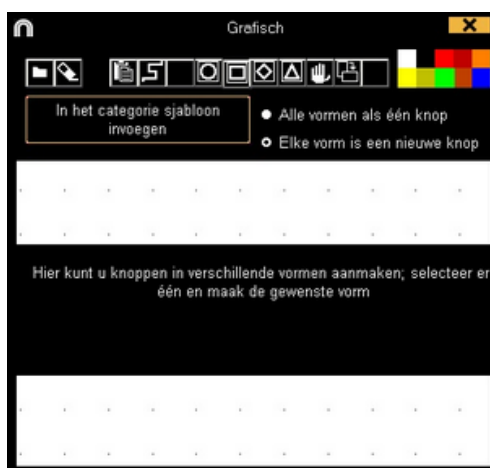 Grafisch
In het categorie sjabloon
invoegen
Alle vormen als één knop
Elke vorm is een nieuwe knop
Hier kunt u knoppen in verschillende vormen aanmaken; selecteer er
één en maak de gewenste vorm